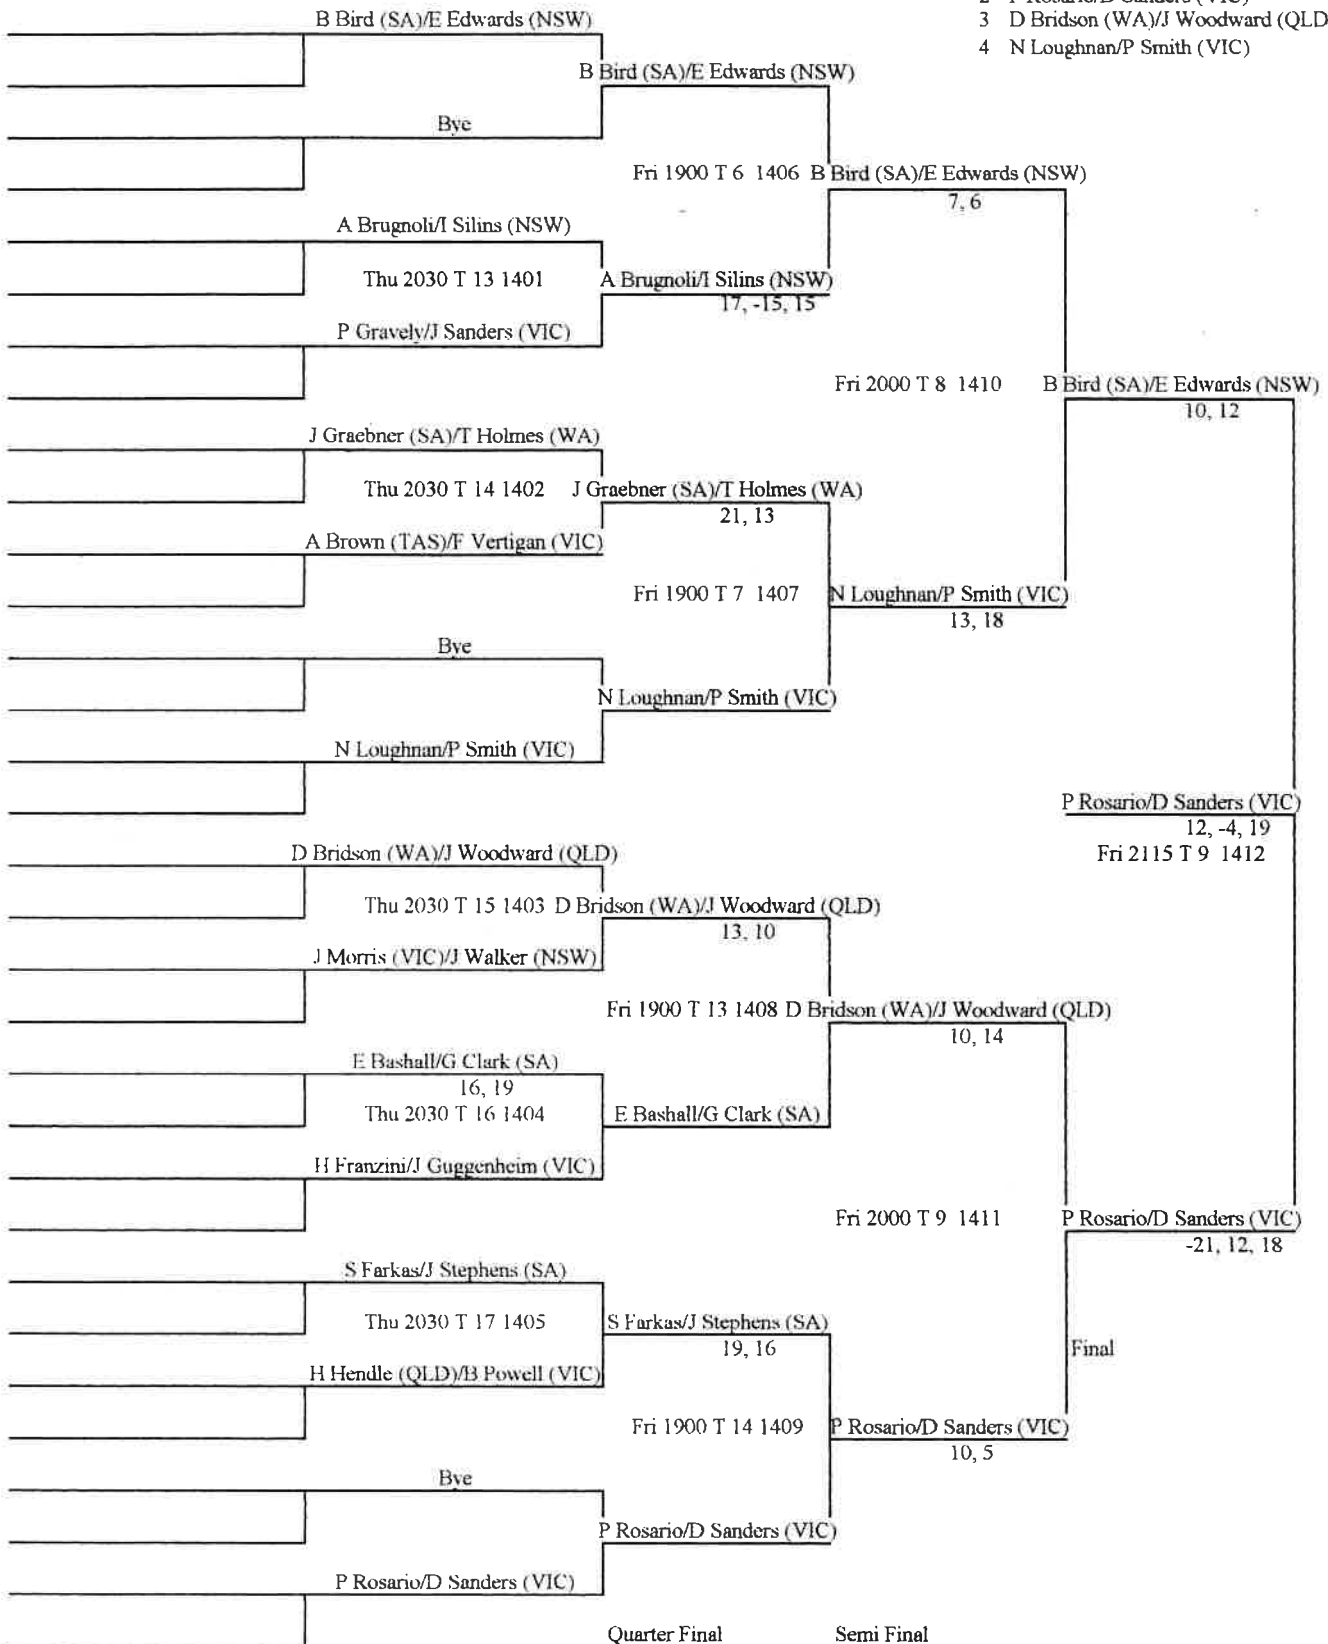 2 P Rosario/D Sanders (VIC)
3 D Bridson (WA)/J Woodward (QLD
4 N Loughnan/P Smith (VIC)
B Bird (SA)/E Edwards (NSW)
B Bird (SA)/E Edwards (NSW)
Bye
Fri 1900 T 6 1406 B Bird (SA)/E Edwards (NSW)
7, 6
A Brugnoli/I Silins (NSW)
Thu 2030 T 13 1401 A Brugnoli/I Silins (NSW)
17, -15, 15
P Gravely/J Sanders (VIC)
Fri 2000 T 8 1410 B Bird (SA)/E Edwards (NSW)
10, 12
J Graebner (SA)/T Holmes (WA)
Thu 2030 T 14 1402 J Graebner (SA)/T Holmes (WA)
21, 13
A Brown (TAS)/F Vertigan (VIC)
Fri 1900 T 7 1407 N Loughnan/P Smith (VIC)
13, 18
Bye
N Loughnan/P Smith (VIC)
N Loughnan/P Smith (VIC)
P Rosario/D Sanders (VIC)
12, -4, 19
Fri 2115 T 9 1412
D Bridson (WA)/J Woodward (QLD)
Thu 2030 T 15 1403 D Bridson (WA)/J Woodward (QLD)
13, 10
J Morris (VIC)/J Walker (NSW)
Fri 1900 T 13 1408 D Bridson (WA)/J Woodward (QLD)
10, 14
E Bashall/G Clark (SA)
16, 19
Thu 2030 T 16 1404 E Bashall/G Clark (SA)
H Franzini/J Guggenheim (VIC)
Fri 2000 T 9 1411 P Rosario/D Sanders (VIC)
-21, 12, 18
S Farkas/J Stephens (SA)
Thu 2030 T 17 1405 S Farkas/J Stephens (SA)
19, 16
Final
H Hendle (QLD)/B Powell (VIC)
Fri 1900 T 14 1409 P Rosario/D Sanders (VIC)
10, 5
Bye
P Rosario/D Sanders (VIC)
P Rosario/D Sanders (VIC)
Quarter Final Semi Final